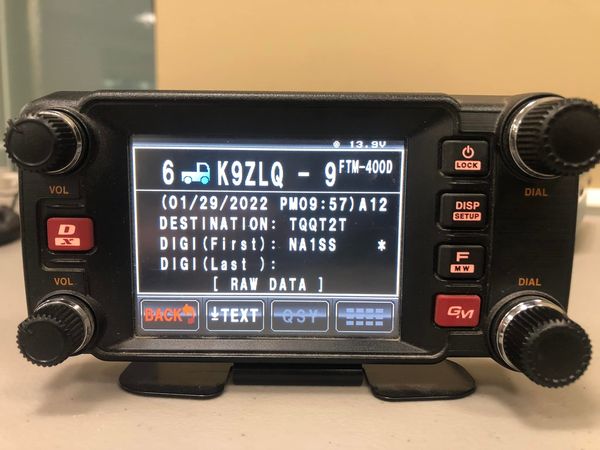 13.9V
6 K9ZLQ - 9 FTM-400D
(01/29/2022 PM09:57)A12
DESTINATION: TQQT2T
DIGI(First): NA1SS *
DIGI(Last ):
[ RAW DATA ]
BACK TEXT QSY
VOL
D
X
VOL
LOCK
DISP
SETUP
F
MW
GM
DIAL
DIAL